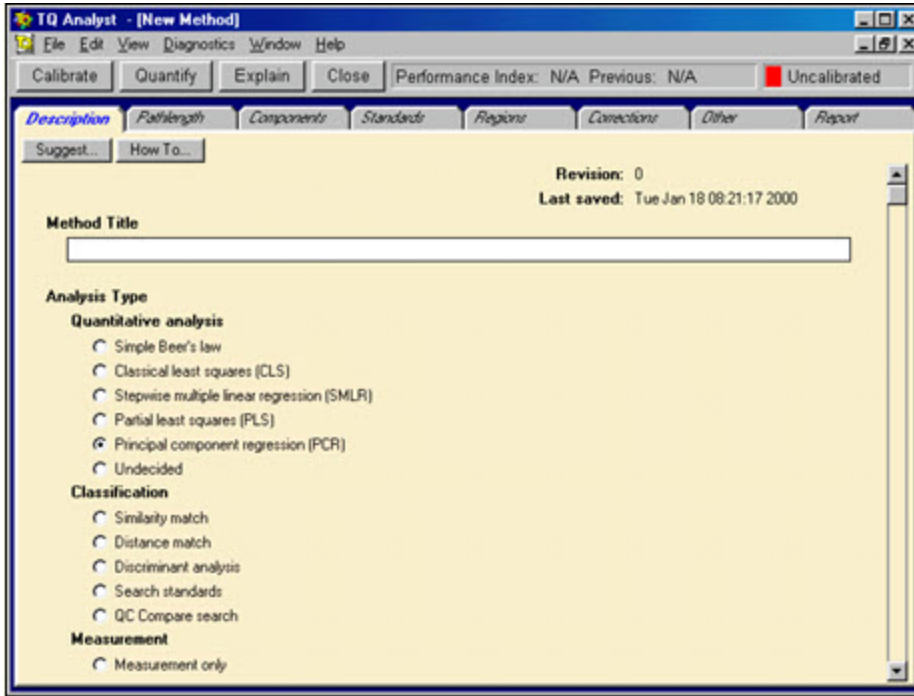 TQ Analyst - [New Method]
File Edit View Diagnostics Window Help
Calibrate Quantify Explain Close Performance Index: N/A Previous: N/A Uncalibrated
Description Pathlength Components Standards Regions Corrections Other Report
Suggest... How To...
Revision: 0
Last saved: Tue Jan 18 08:21:17 2000
Method Title
Analysis Type
Quantitative analysis
Simple Beer's law
Classical least squares (CLS)
Stepwise multiple linear regression (SMLR)
Partial least squares (PLS)
Principal component regression (PCR)
Undecided
Classification
Similarity match
Distance match
Discriminant analysis
Search standards
QC Compare search
Measurement
Measurement only